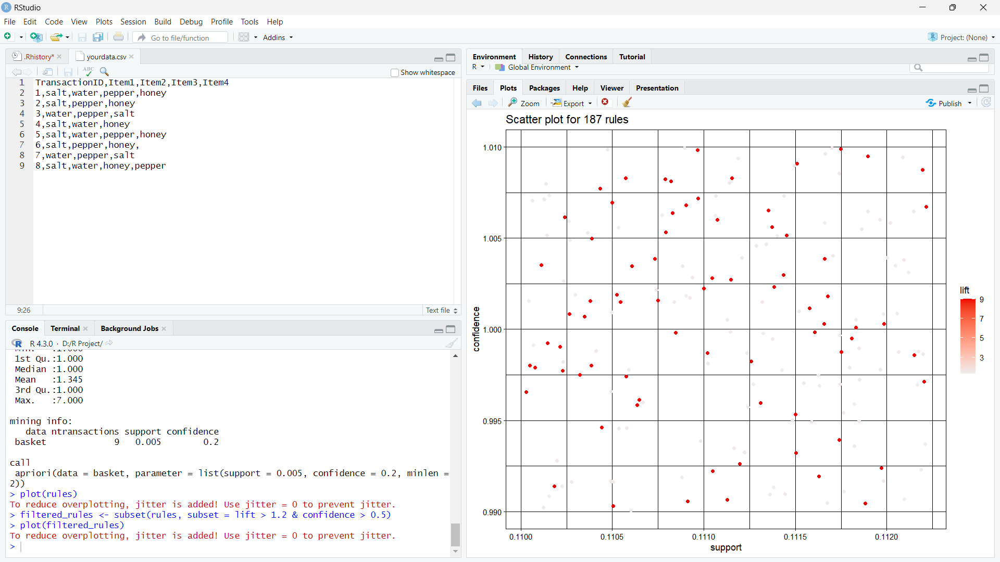 RStudio
File Edit Code View Plots Session Build Debug Profile Tools Help
Go to file/function Addins Project: (None)
.Rhistory* yourdata.csv
ABC Show whitespace
1 TransactionID,Item1,Item2,Item3,Item4
2 1,salt,water,pepper,honey
3 2,salt,pepper,honey
4 3,water,pepper,salt
5 4,salt,water,honey
6 5,salt,water,pepper,honey
7 6,salt,pepper,honey,
8 7,water,pepper,salt
9 8,salt,water,honey,pepper
9:26 Text file
Console Terminal Background Jobs
R R 4.3.0 · D:/R Project/
1st Qu.:1.000
Median :1.000
Mean :1.345
3rd Qu.:1.000
Max. :7.000
mining info:
data ntransactions support confidence
basket 9 0.005 0.2
call
apriori(data = basket, parameter = list(support = 0.005, confidence = 0.2, minlen =
2))
> plot(rules)
To reduce overplotting, jitter is added! Use jitter = 0 to prevent jitter.
> filtered_rules <- subset(rules, subset = lift > 1.2 & confidence > 0.5)
> plot(filtered_rules)
To reduce overplotting, jitter is added! Use jitter = 0 to prevent jitter.
>
Environment History Connections Tutorial
R Global Environment
Files Plots Packages Help Viewer Presentation
Zoom Export Publish
Scatter plot for 187 rules
1.010
1.005
1.000
0.995
0.990
confidence
0.1100 0.1105 0.1110 0.1115 0.1120
support
lift
9
7
5
3